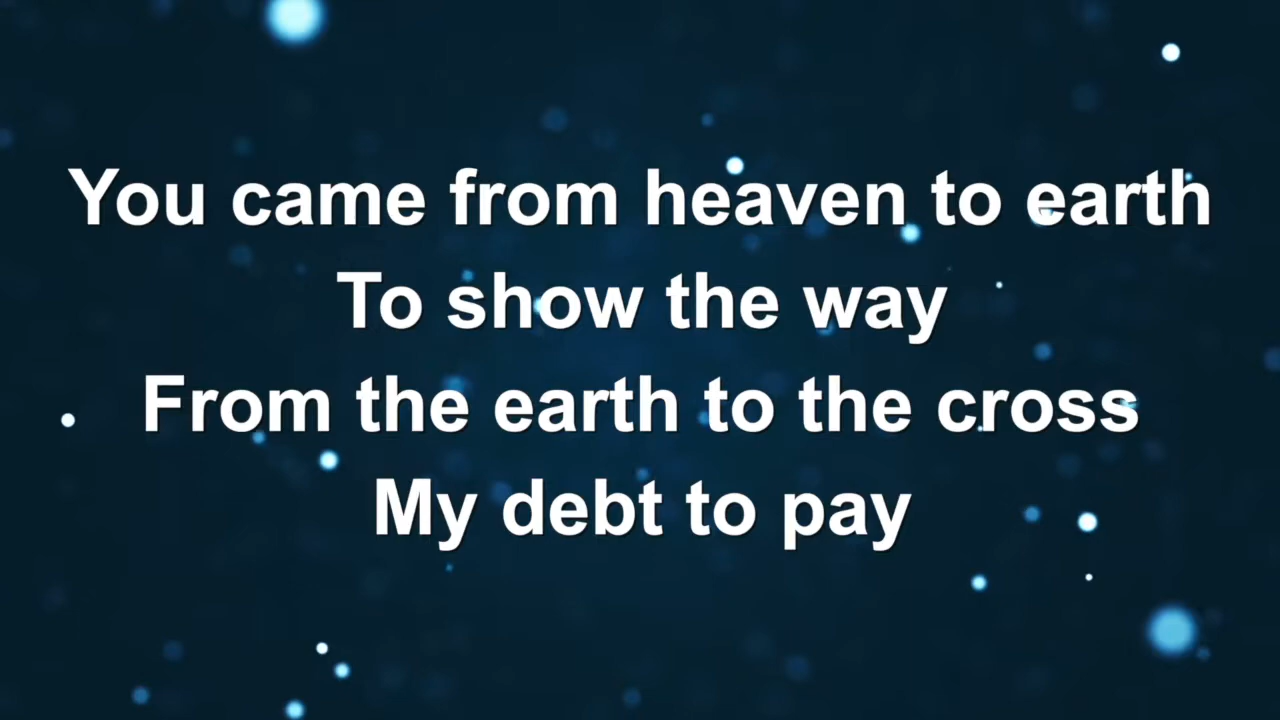 You came from heaven to earth
To show the way
From the earth to the cross
My debt to pay